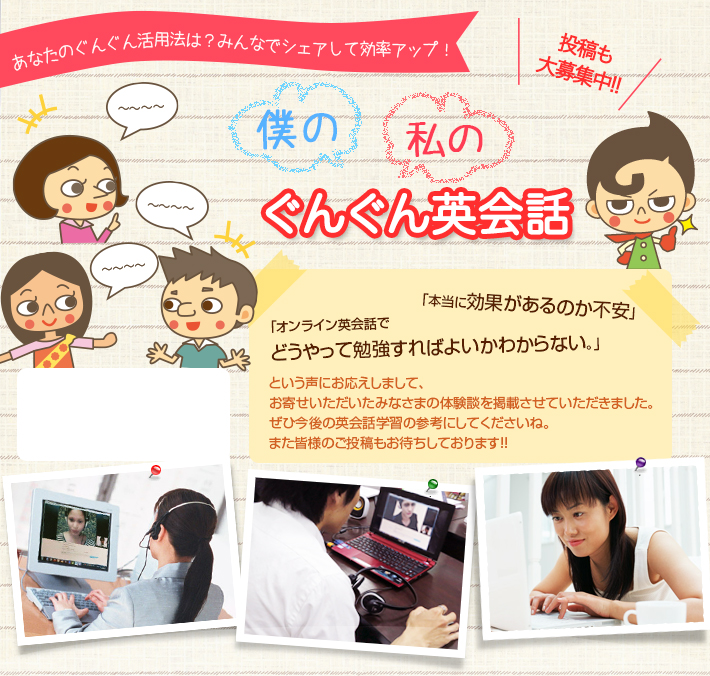 あなたのぐんぐん活用法は？みんなでシェアして効率アップ！
投稿も
大募集中!!
僕の
私の
ぐんぐん英会話
「本当に効果があるのか不安」
「オンライン英会話で
どうやって勉強すればよいかわからない。」
という声にお応えしまして、
お寄せいただいたみなさまの体験談を掲載させていただきました。
ぜひ今後の英会話学習の参考にしてくださいね。
また皆様のご投稿もお待ちしております!!